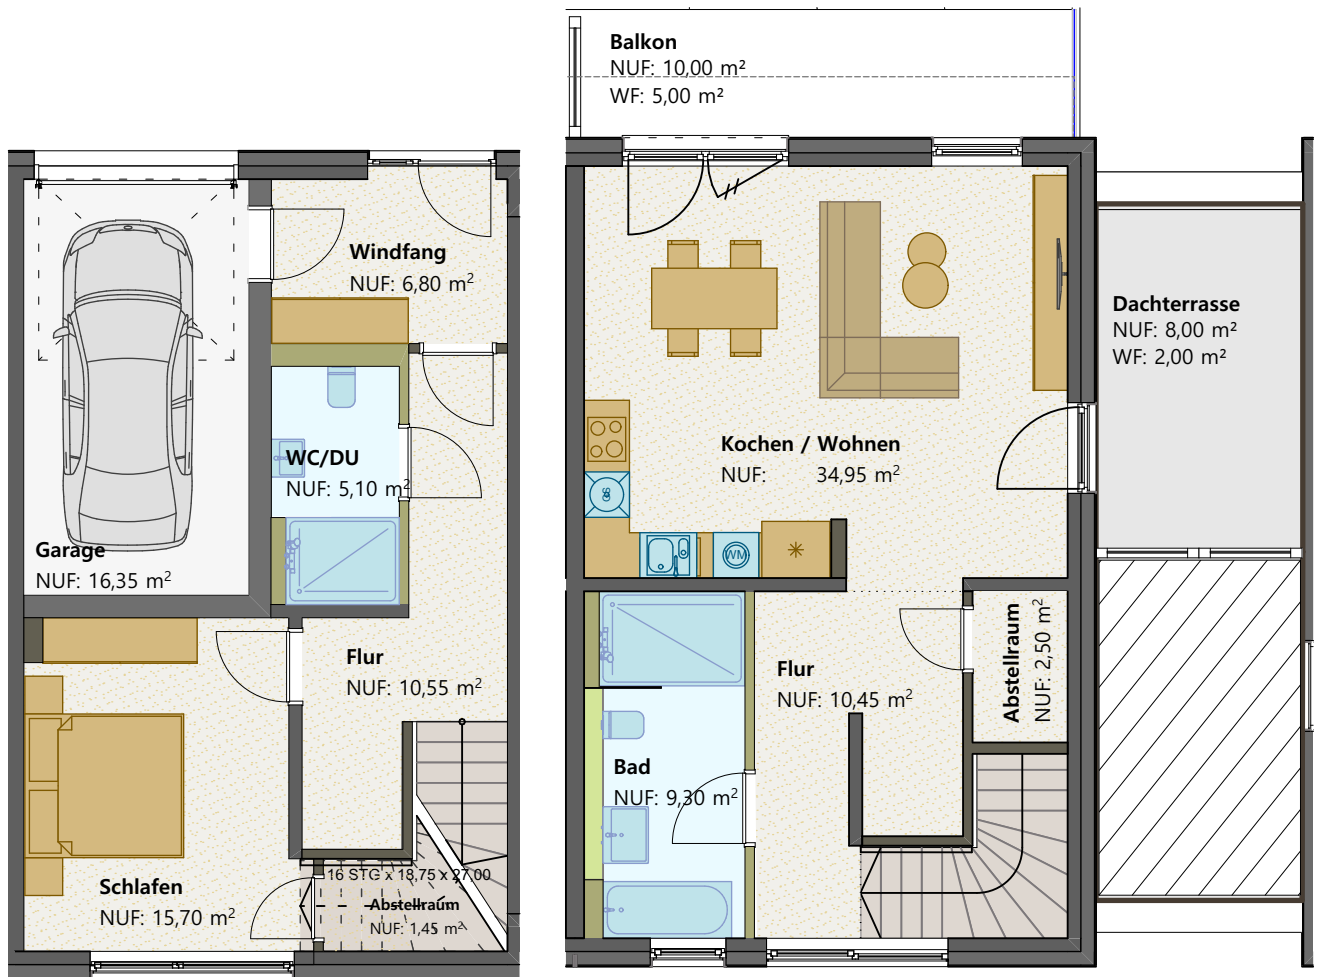 Balkon
NUF: 10,00 m²
WF: 5,00 m²
Windfang
NUF: 6,80 m²
WC/DU
NUF: 5,10 m²
Garage
NUF: 16,35 m²
Flur
NUF: 10,55 m²
Schlafen
NUF: 15,70 m²
16 STG x 18,75 x 27,00
Abstellraum
NUF: 1,45 m²
Kochen / Wohnen
NUF: 34,95 m²
GS
WM
Dachterrasse
NUF: 8,00 m²
WF: 2,00 m²
Flur
NUF: 10,45 m²
Abstellraum
NUF: 2,50 m²
Bad
NUF: 9,30 m²